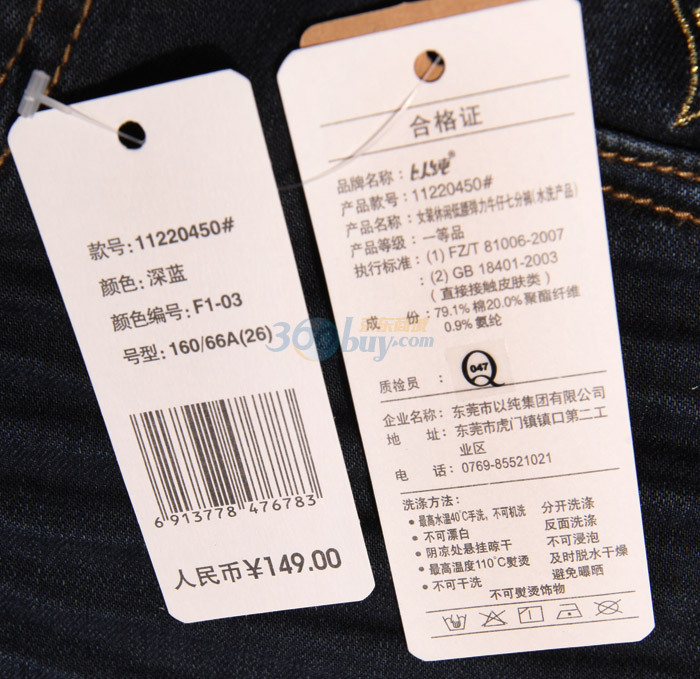 款号:11220450#
颜色:深蓝
颜色编号:F1-03
号型:160/66A(26)
6 913778 476783
人民币¥149.00
合格证
品牌名称:
®
产品款号:11220450#
产品名称:女装休闲低腰弹力牛仔七分裤(水洗产品)
产品等级:一等品
执行标准:(1) FZ/T 81006-2007
:(2) GB 18401-2003
(直接接触皮肤类)
成 份:79.1%棉20.0%聚酯纤维
0.9%氨纶
360buy.com
京东商城
质检员 :
047
企业名称:东莞市以纯集团有限公司
地 址:东莞市虎门镇镇口第二工
业区
电 话:0769-85521021
洗涤方法:
•最高水温40°C手洗,不可机洗 分开洗涤
•不可漂白 反面洗涤
•阴凉处悬挂晾干 不可浸泡
•最高温度110°C熨烫 及时脱水干燥
•不可干洗 避免曝晒
不可熨烫饰物